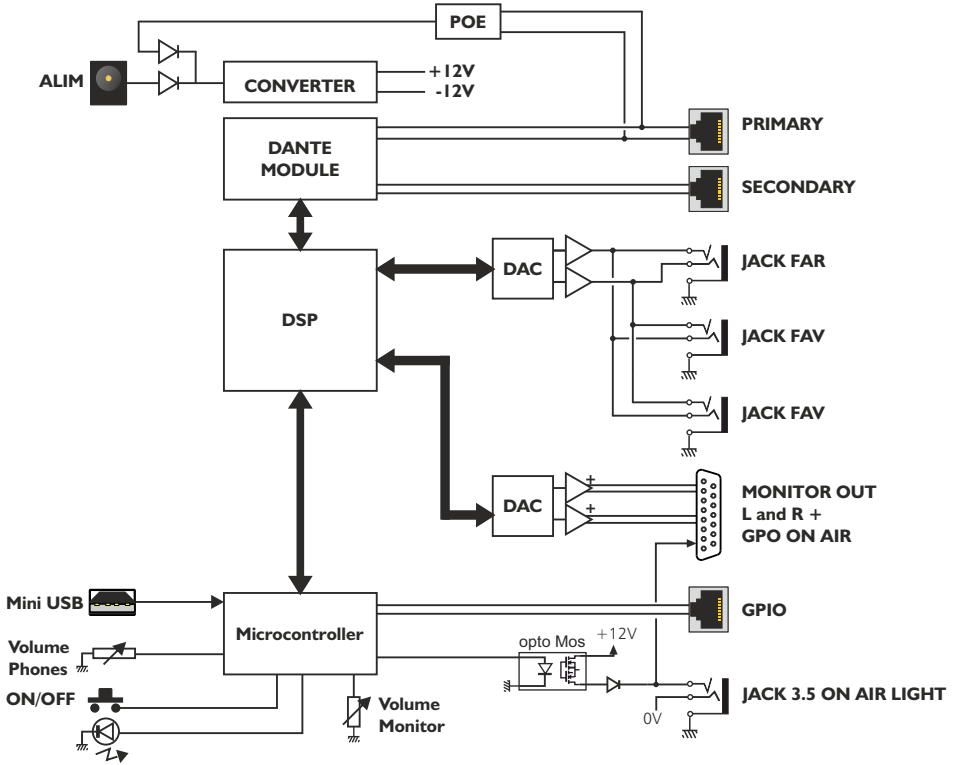 POE
ALIM
CONVERTER
+12V
-12V
PRIMARY
DANTE
MODULE
SECONDARY
DAC
JACK FAR
DSP
JACK FAV
JACK FAV
DAC
+
+
MONITOR OUT
L and R +
GPO ON AIR
Mini USB
GPIO
Microcontroller
Volume
Phones
opto Mos
+12V
ON/OFF
Volume
Monitor
0V
JACK 3.5 ON AIR LIGHT